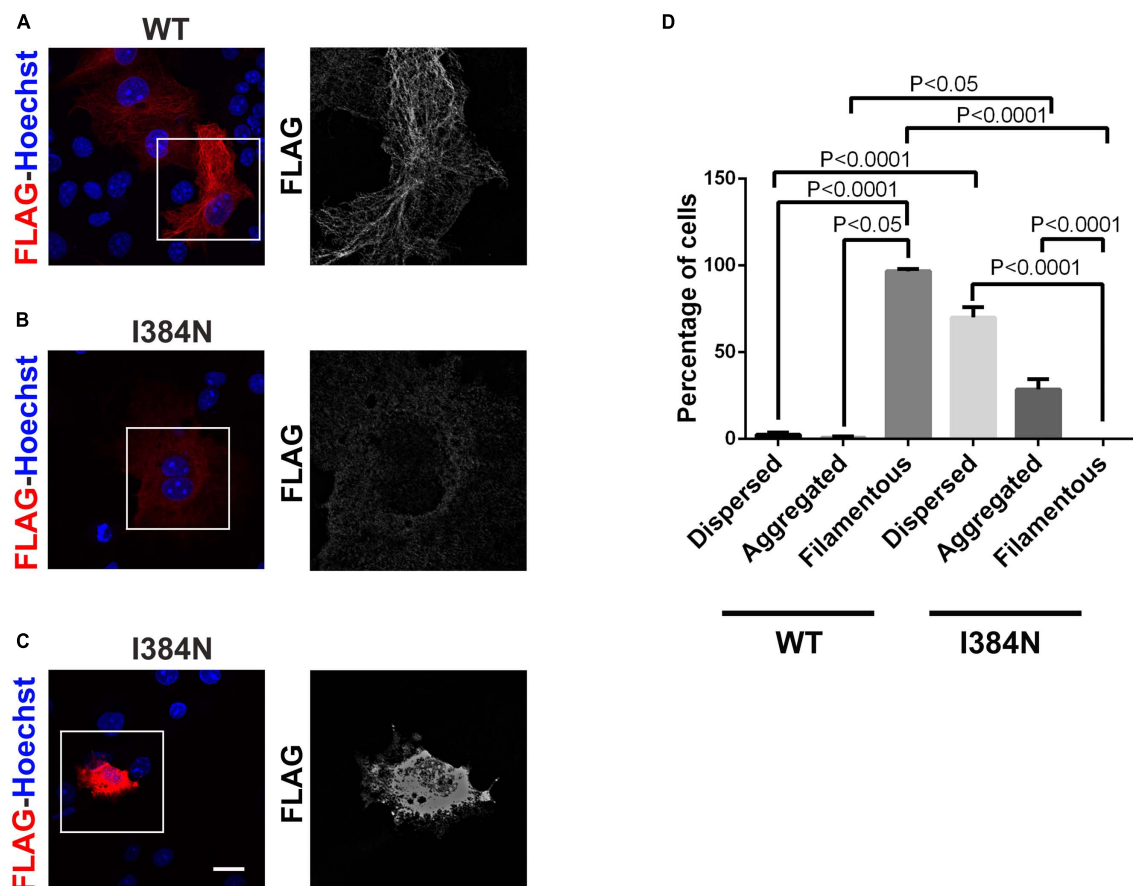 A
WT
FLAG-Hoechst
FLAG
B
I384N
FLAG-Hoechst
FLAG
C
I384N
FLAG-Hoechst
FLAG
D
P<0.05
P<0.0001
P<0.0001
P<0.0001
P<0.05
P<0.0001
P<0.0001
Percentage of cells
150
100
50
0
Dispersed
Aggregated
Filamentous
Dispersed
Aggregated
Filamentous
WT
I384N